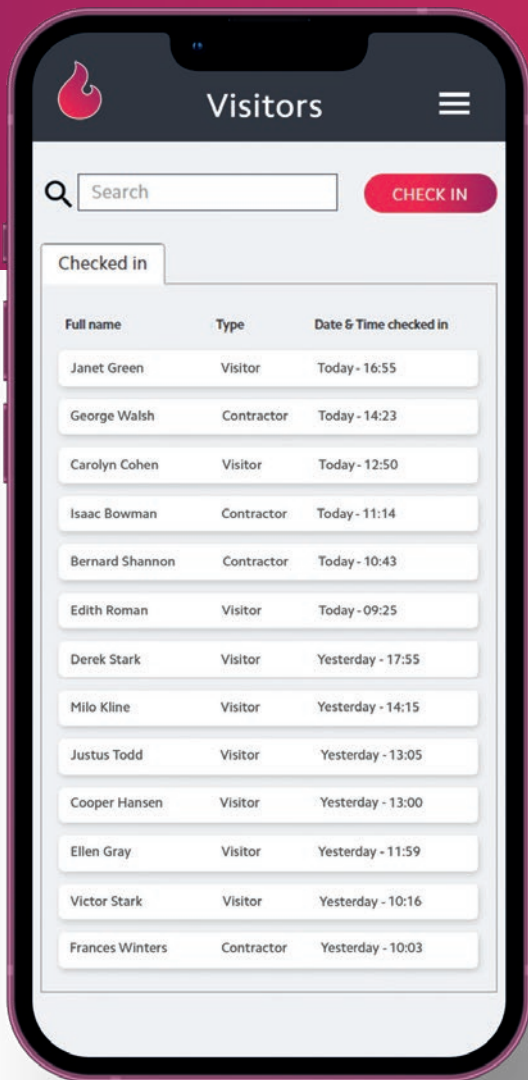 Visitors
Search
CHECK IN
Checked in
Full name Type Date & Time checked in
Janet Green Visitor Today - 16:55
George Walsh Contractor Today - 14:23
Carolyn Cohen Visitor Today - 12:50
Isaac Bowman Contractor Today - 11:14
Bernard Shannon Contractor Today - 10:43
Edith Roman Visitor Today - 09:25
Derek Stark Visitor Yesterday - 17:55
Milo Kline Visitor Yesterday - 14:15
Justus Todd Visitor Yesterday - 13:05
Cooper Hansen Visitor Yesterday - 13:00
Ellen Gray Visitor Yesterday - 11:59
Victor Stark Visitor Yesterday - 10:16
Frances Winters Contractor Yesterday - 10:03